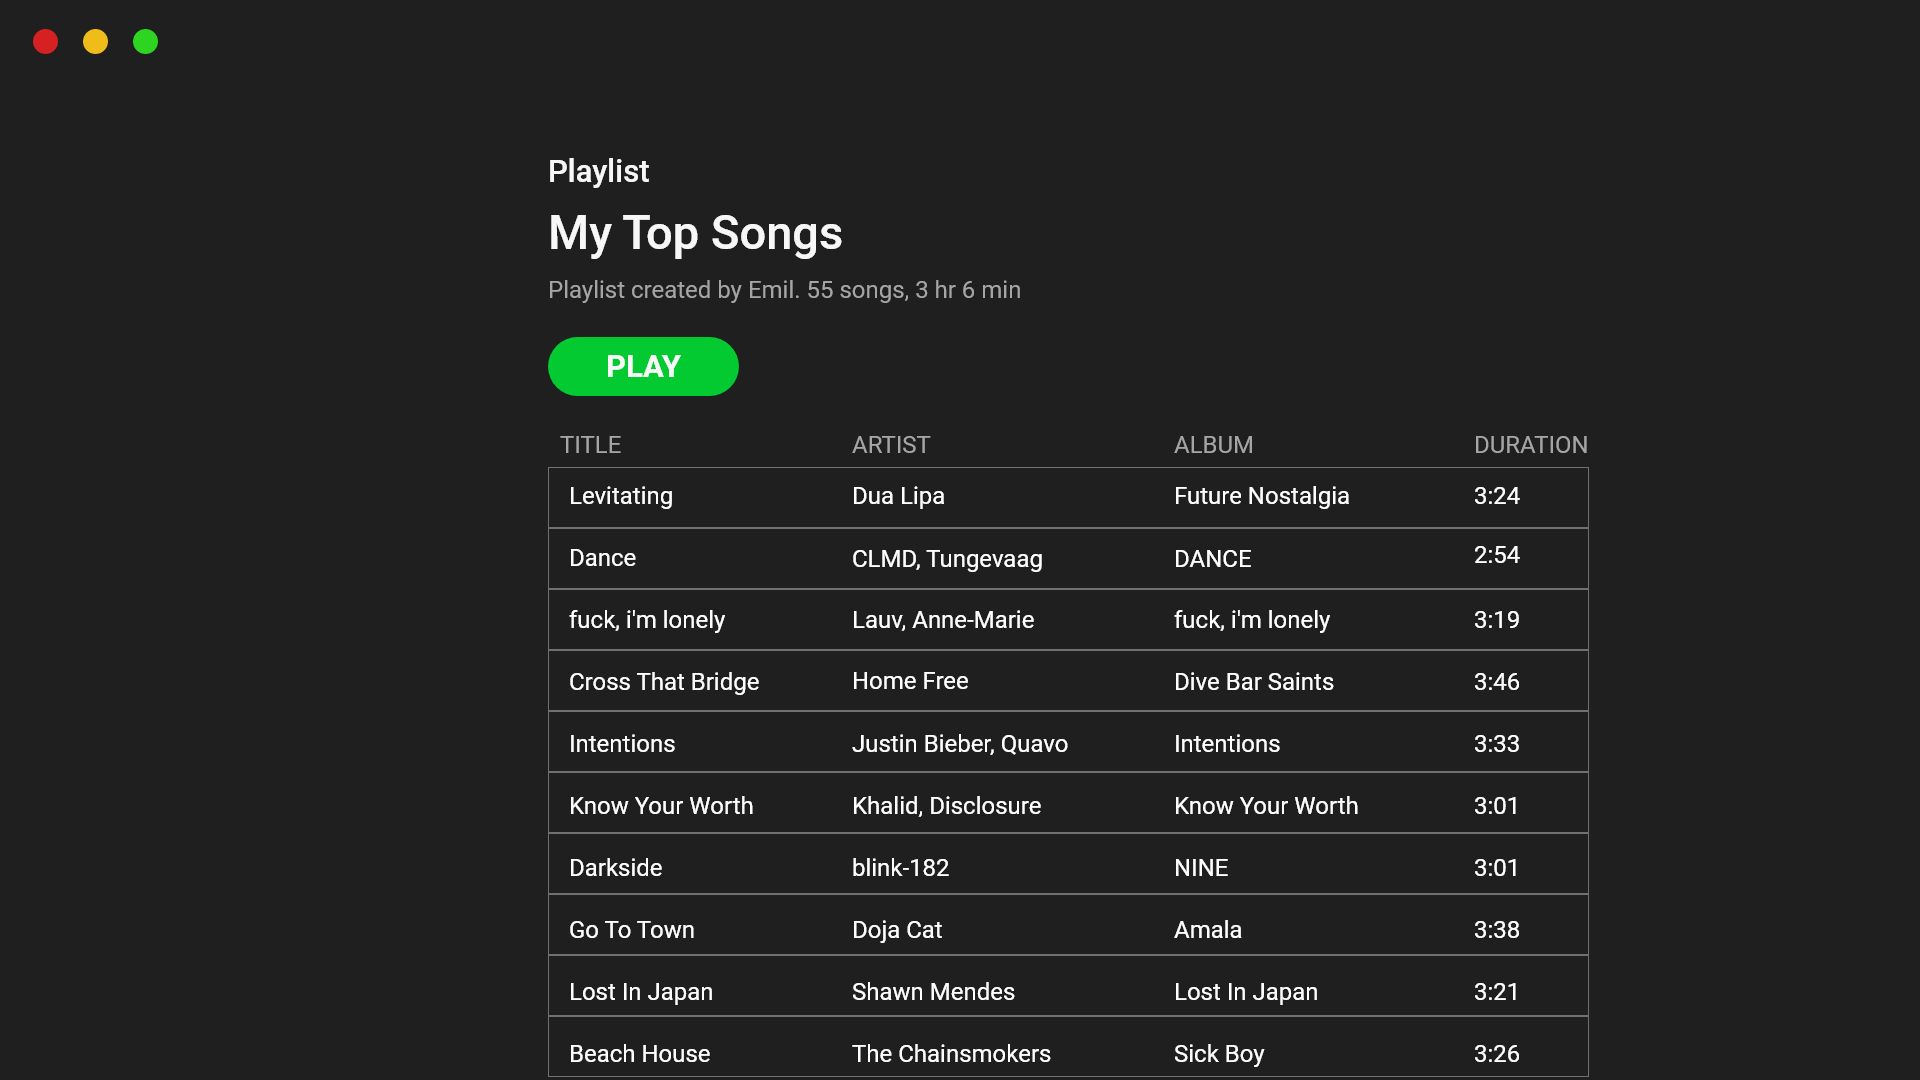 Playlist
My Top Songs
Playlist created by Emil. 55 songs, 3 hr 6 min
PLAY
TITLE ARTIST ALBUM DURATION
Levitating Dua Lipa Future Nostalgia 3:24
Dance CLMD, Tungevaag DANCE 2:54
fuck, i'm lonely Lauv, Anne-Marie fuck, i'm lonely 3:19
Cross That Bridge Home Free Dive Bar Saints 3:46
Intentions Justin Bieber, Quavo Intentions 3:33
Know Your Worth Khalid, Disclosure Know Your Worth 3:01
Darkside blink-182 NINE 3:01
Go To Town Doja Cat Amala 3:38
Lost In Japan Shawn Mendes Lost In Japan 3:21
Beach House The Chainsmokers Sick Boy 3:26